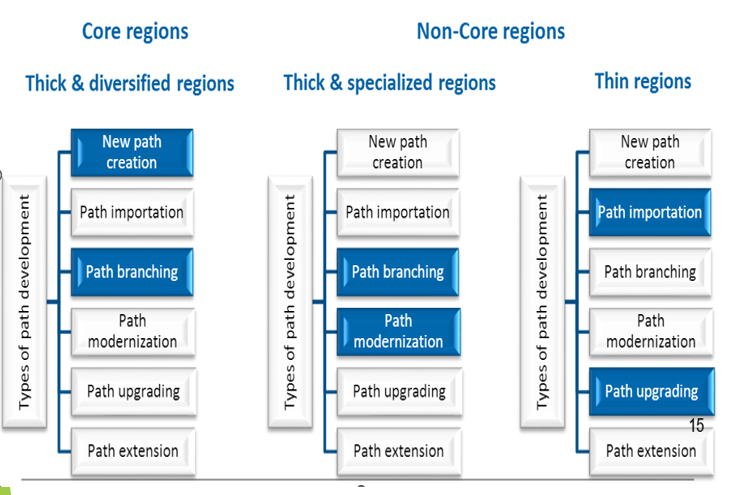 Core regions
Non-Core regions
Thick & diversified regions
Thick & specialized regions
Thin regions
Types of path development
New path
creation
Path importation
Path branching
Path
modernization
Path upgrading
Path extension
Types of path development
New path
creation
Path importation
Path branching
Path
modernization
Path upgrading
Path extension
Types of path development
New path
creation
Path importation
Path branching
Path
modernization
Path upgrading
15
Path extension